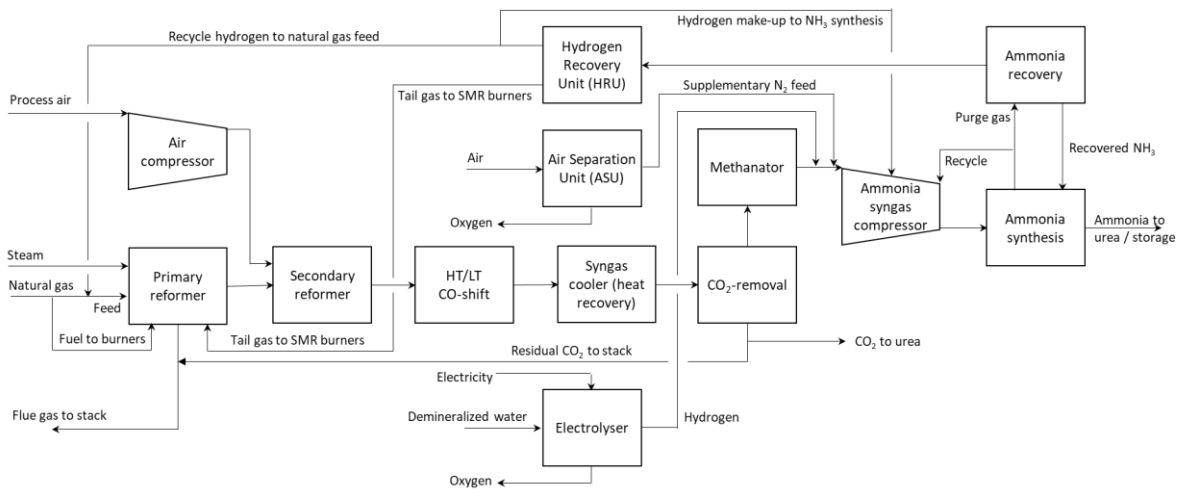 Hydrogen make-up to NH₃ synthesis
Recycle hydrogen to natural gas feed
Hydrogen
Recovery
Unit (HRU)
Ammonia
recovery
Tail gas to SMR burners
Supplementary N₂ feed
Process air
Air
compressor
Purge gas
Air
Air Separation
Unit (ASU)
Methanator
Recycle
Recovered NH₃
Ammonia
syngas
compressor
Oxygen
Ammonia
synthesis
Ammonia to
urea / storage
Steam
Natural gas
Feed
Primary
reformer
Secondary
reformer
HT/LT
CO-shift
Syngas
cooler (heat
recovery)
CO₂-removal
Fuel to burners
Tail gas to SMR burners
Residual CO₂ to stack
CO₂ to urea
Electricity
Flue gas to stack
Demineralized water
Electrolyser
Hydrogen
Oxygen